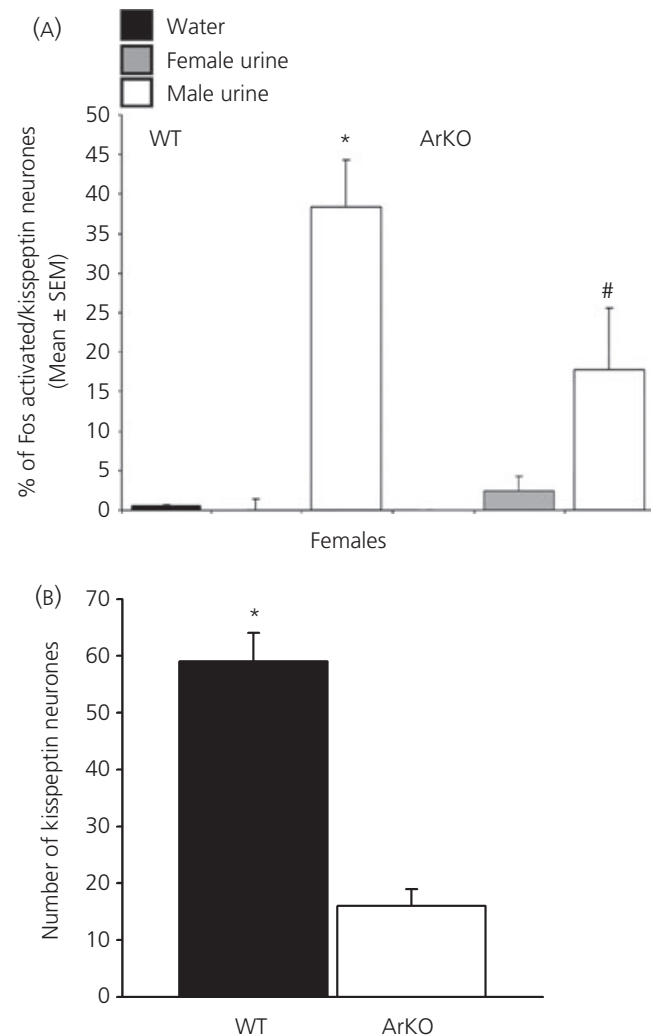 (A)
Water
Female urine
Male urine
% of Fos activated/kisspeptin neurones
(Mean ± SEM)
50
45
40
35
30
25
20
15
10
5
0
WT
*
ArKO
#
Females
(B)
Number of kisspeptin neurones
70
60
50
40
30
20
10
0
*
WT
ArKO